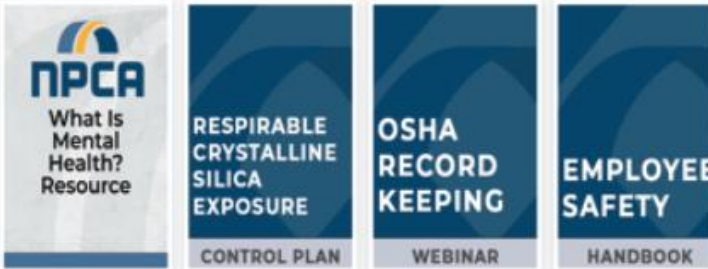 NPCA
What Is
Mental
Health?
Resource
RESPIRABLE
CRYSTALLINE
SILICA
EXPOSURE
CONTROL PLAN
OSHA
RECORD
KEEPING
WEBINAR
EMPLOYEE
SAFETY
HANDBOOK